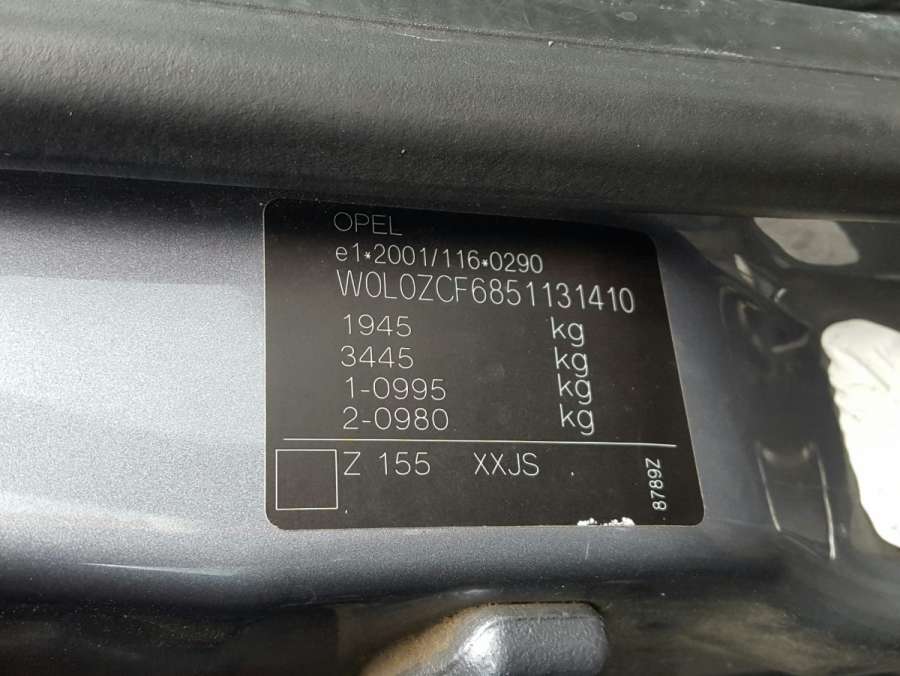 OPEL
e1*2001/116*0290
W0L0ZCF6851131410
1945 kg
3445 kg
1-0995 kg
2-0980 kg
Z 155 XXJS .
8789Z